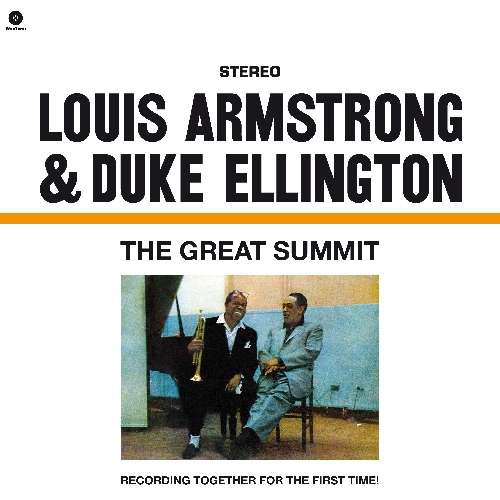 STEREO
LOUIS ARMSTRONG
& DUKE ELLINGTON
THE GREAT SUMMIT
RECORDING TOGETHER FOR THE FIRST TIME!